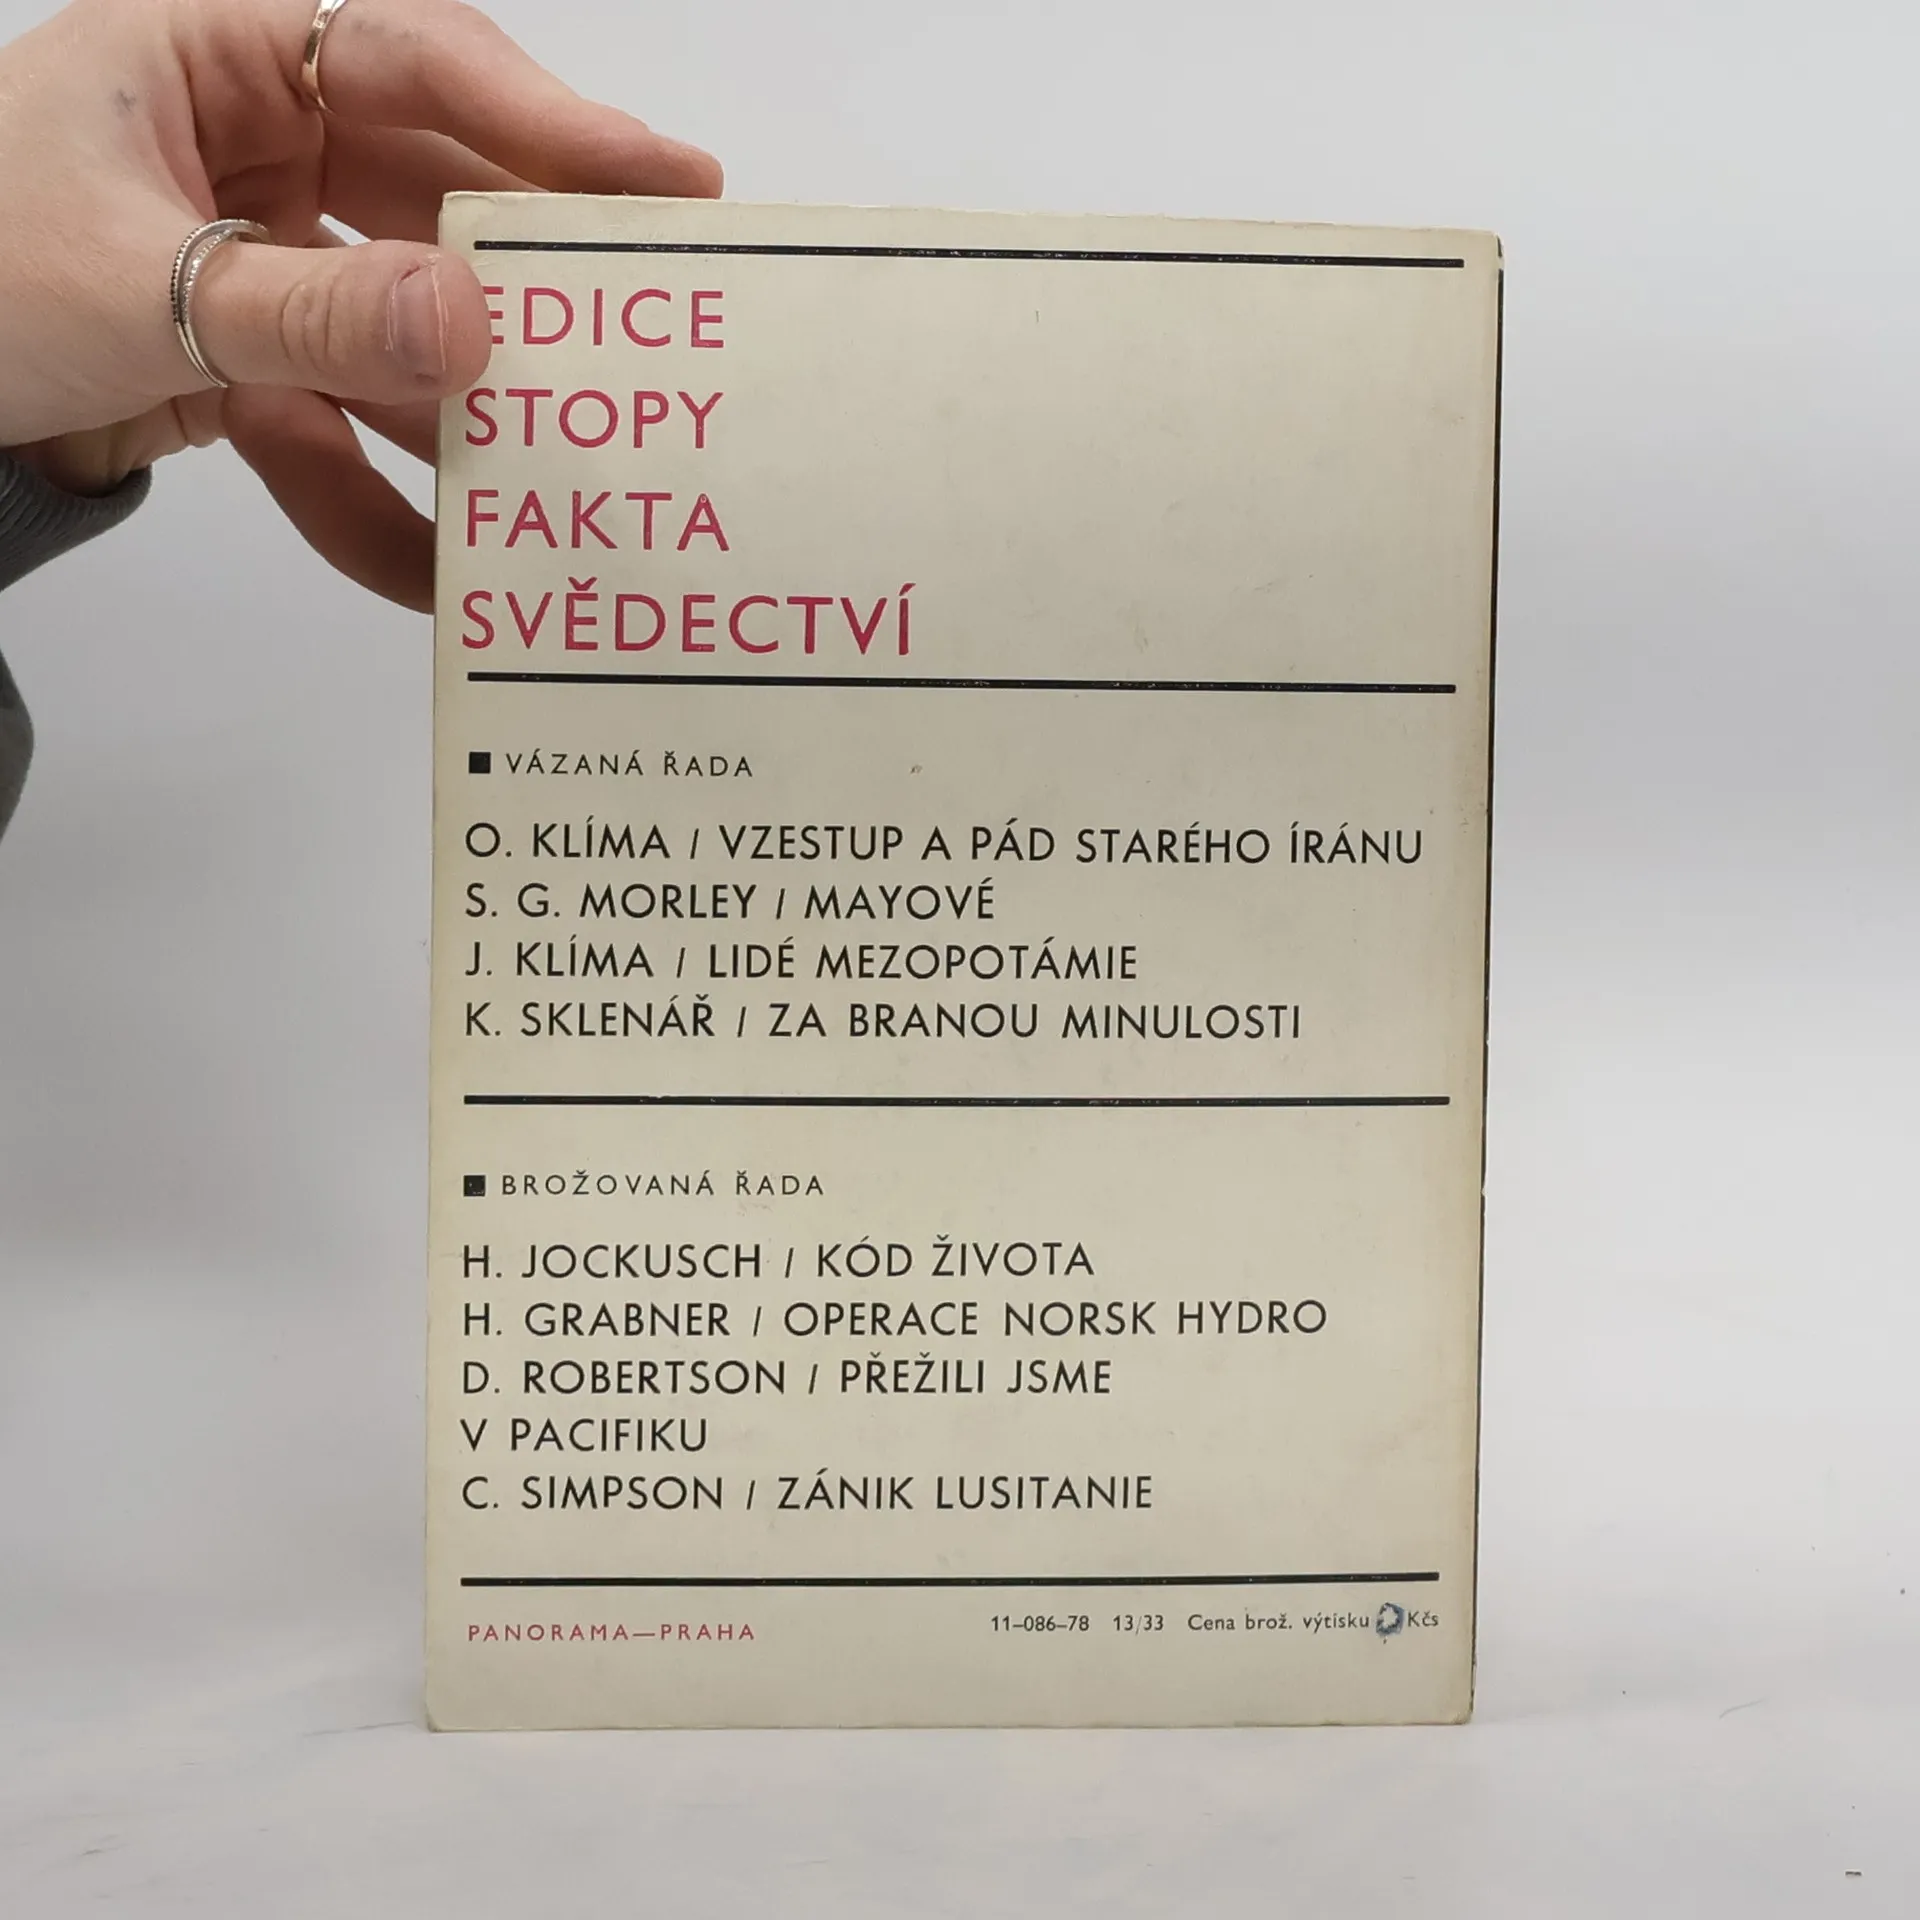 EDICE
STOPY
FAKTA
SVĚDECTVÍ
VÁZANÁ ŘADA
O. KLÍMA / VZESTUP A PÁD STARÉHO ÍRÁNU
S. G. MORLEY / MAYOVÉ
J. KLÍMA / LIDÉ MEZOPOTÁMIE
K. SKLENÁŘ / ZA BRANOU MINULOSTI
BROŽOVANÁ ŘADA
H. JOCKUSCH / KÓD ŽIVOTA
H. GRABNER / OPERACE NORSK HYDRO
D. ROBERTSON / PŘEŽILI JSME
V PACIFIKU
C. SIMPSON / ZÁNIK LUSITANIE
PANORAMA—PRAHA
11-086-78 13/33 Cena brož. výtisku Kčs